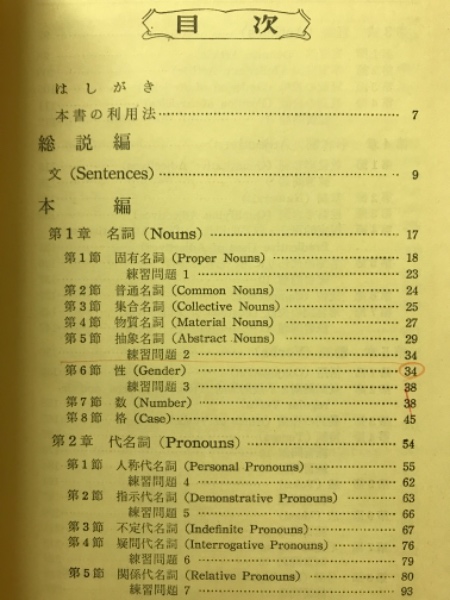 目次
はしがき
本書の利用法 7
総説編
文 (Sentences) 9
本編
第1章 名詞 (Nouns) 17
第1節 固有名詞 (Proper Nouns) 18
練習問題 1 23
第2節 普通名詞 (Common Nouns) 24
第3節 集合名詞 (Collective Nouns) 25
第4節 物質名詞 (Material Nouns) 27
第5節 抽象名詞 (Abstract Nouns) 29
練習問題 2 34
第6節 性 (Gender) 34
練習問題 3 38
第7節 数 (Number) 38
第8節 格 (Case) 45
第2章 代名詞 (Pronouns) 54
第1節 人称代名詞 (Personal Pronouns) 55
練習問題 4 62
第2節 指示代名詞 (Demonstrative Pronouns) 63
練習問題 5 66
第3節 不定代名詞 (Indefinite Pronouns) 67
第4節 疑問代名詞 (Interrogative Pronouns) 76
練習問題 6 79
第5節 関係代名詞 (Relative Pronouns) 80
練習問題 7 93